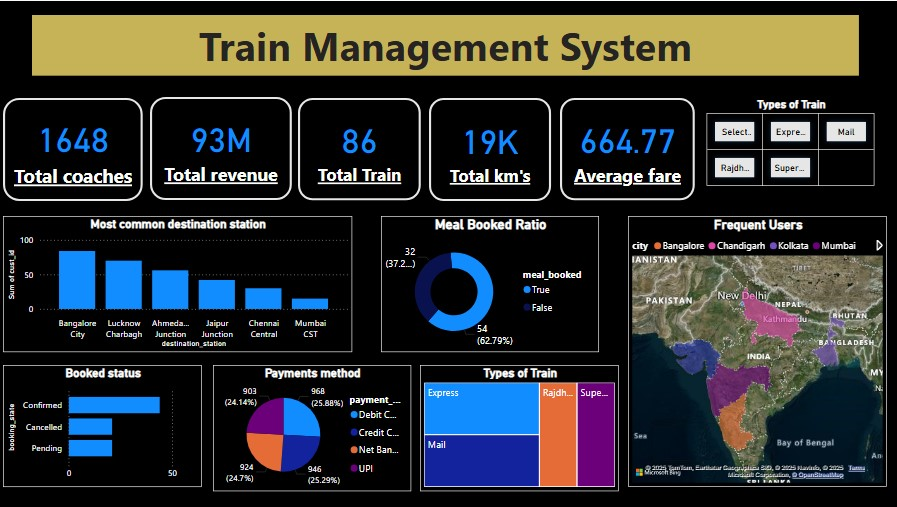 Train Management System
1648
Total coaches
93M
Total revenue
86
Total Train
19K
Total km's
664.77
Average fare
Types of Train
Select..
Expre...
Mail
Rajdh...
Super...
Most common destination station
Sum of cust_id
100
50
0
Bangalore
City
Lucknow
Charbagh
Ahmeda...
Junction
Jaipur
Junction
Chennai
Central
Mumbai
CST
destination_station
Meal Booked Ratio
32
(37.2...)
54
(62.79%)
meal_booked
True
False
Frequent Users
city
Bangalore
Chandigarh
Kolkata
Mumbai
IANISTAN
TIBET
PAKISTAN
New Delhi
NEPAL
Kathmandu
BHUTAN
BANGLADESH
INDIA
MY
Sea
Bay of Bengal
An
SRI LANKA
Microsoft Bing
© 2025 TomTom, Earthstar Geographics SIO, © 2025 Navinfo, © 2025 Terms
Microsoft Corporation, © OpenStreetMap
Booked status
booking_state
Confirmed
Cancelled
Pending
0
50
Payments method
903
(24.14%)
968
(25.88%)
924
(24.7%)
946
(25.29%)
payment_...
Debit C...
Credit C...
Net Ban...
UPI
Types of Train
Express
Mail
Rajdh...
Supe...